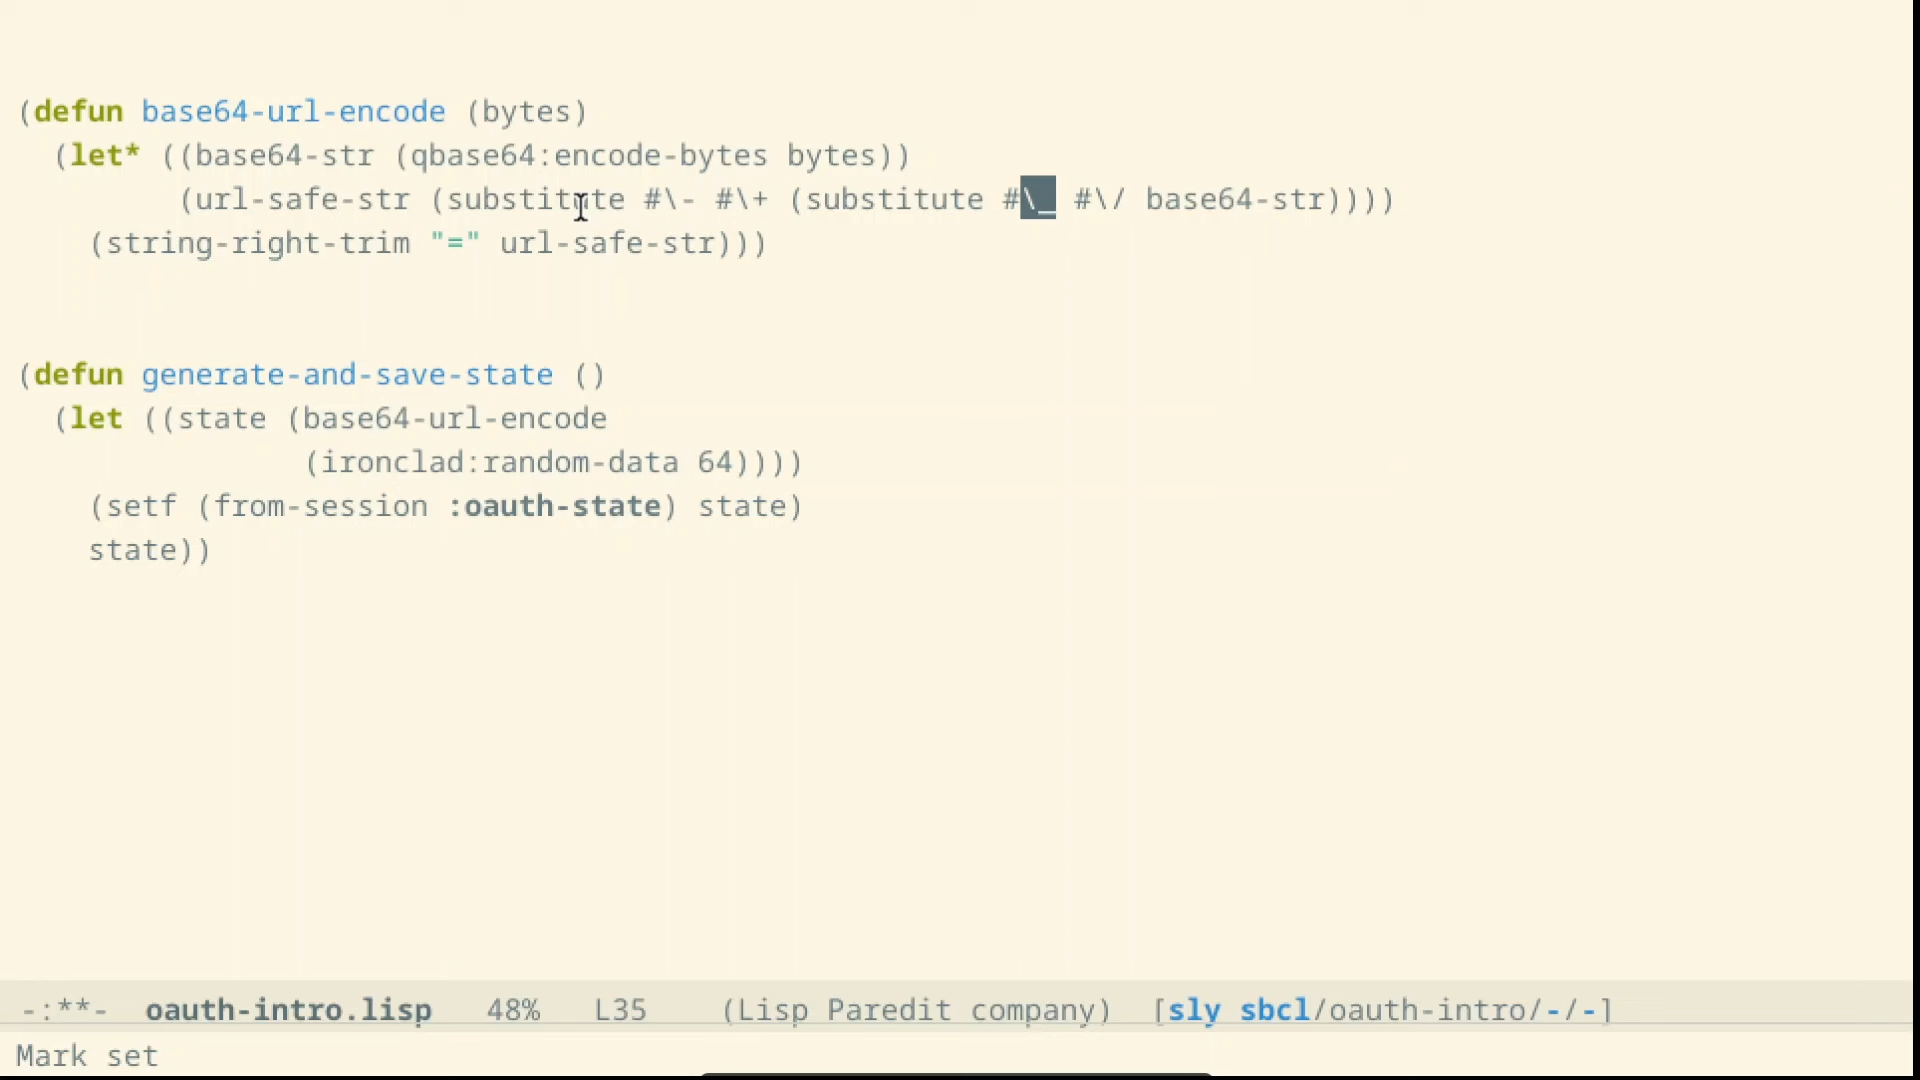 (defun base64-url-encode (bytes)
  (let* ((base64-str (qbase64:encode-bytes bytes))
         (url-safe-str (substitute #\- #\+ (substitute #\_ #\/ base64-str))))
    (string-right-trim "=" url-safe-str)))
(defun generate-and-save-state ()
  (let ((state (base64-url-encode
                (ironclad:random-data 64))))
    (setf (from-session :oauth-state) state)
    state))
-:**-  oauth-intro.lisp   48%   L35    (Lisp Paredit company)  [sly sbcl/oauth-intro/-/-]
Mark set